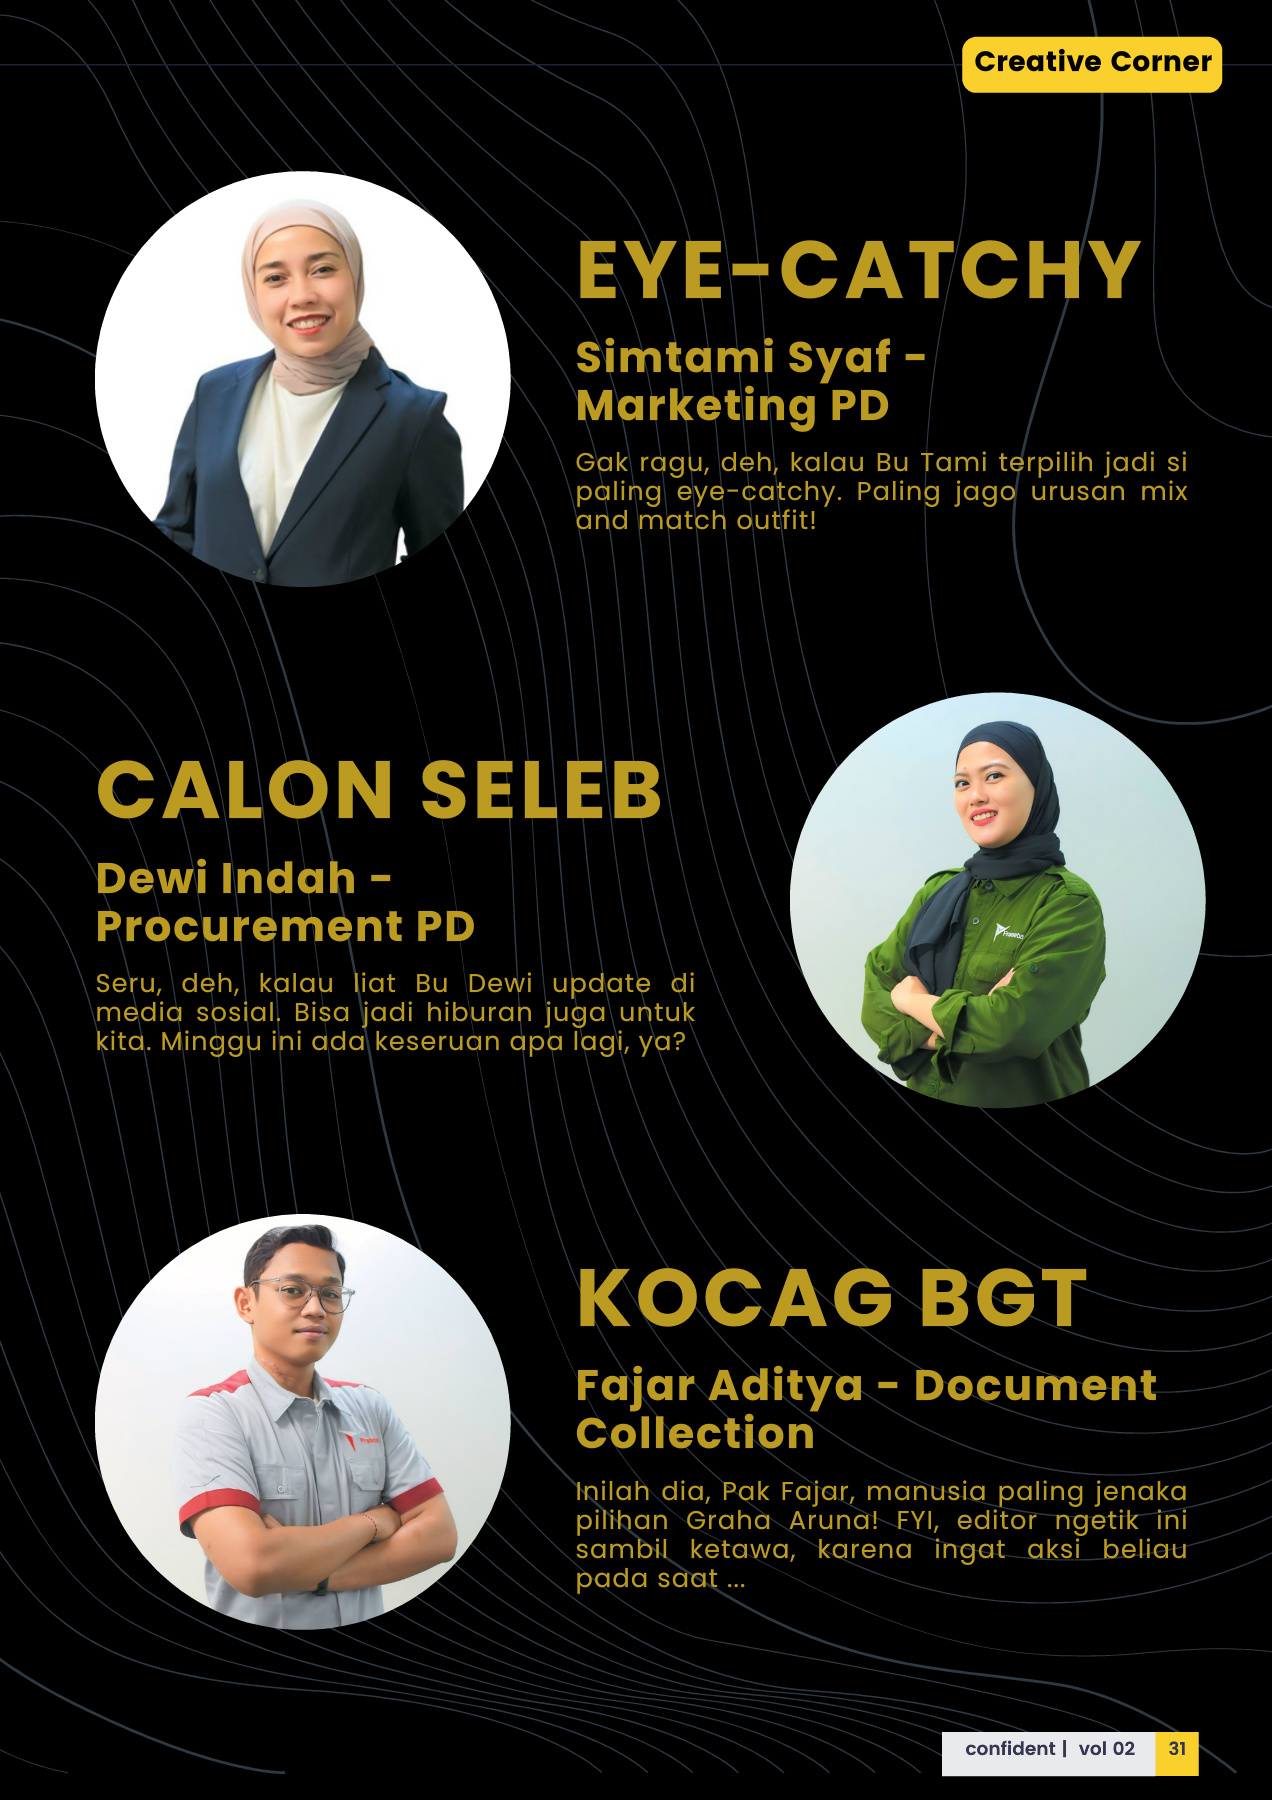 Creative Corner
EYE-CATCHY
Simtami Syaf -
Marketing PD
Gak ragu, deh, kalau Bu Tami terpilih jadi si
paling eye-catchy. Paling jago urusan mix
and match outfit!
CALON SELEB
Dewi Indah -
Procurement PD
Seru, deh, kalau liat Bu Dewi update di
media sosial. Bisa jadi hiburan juga untuk
kita. Minggu ini ada keseruan apa lagi, ya?
KOCAG BGT
Fajar Aditya - Document
Collection
Inilah dia, Pak Fajar, manusia paling jenaka
pilihan Graha Aruna! FYI, editor ngetik ini
sambil ketawa, karena ingat aksi beliau
pada saat ...
confident | vol 02 31